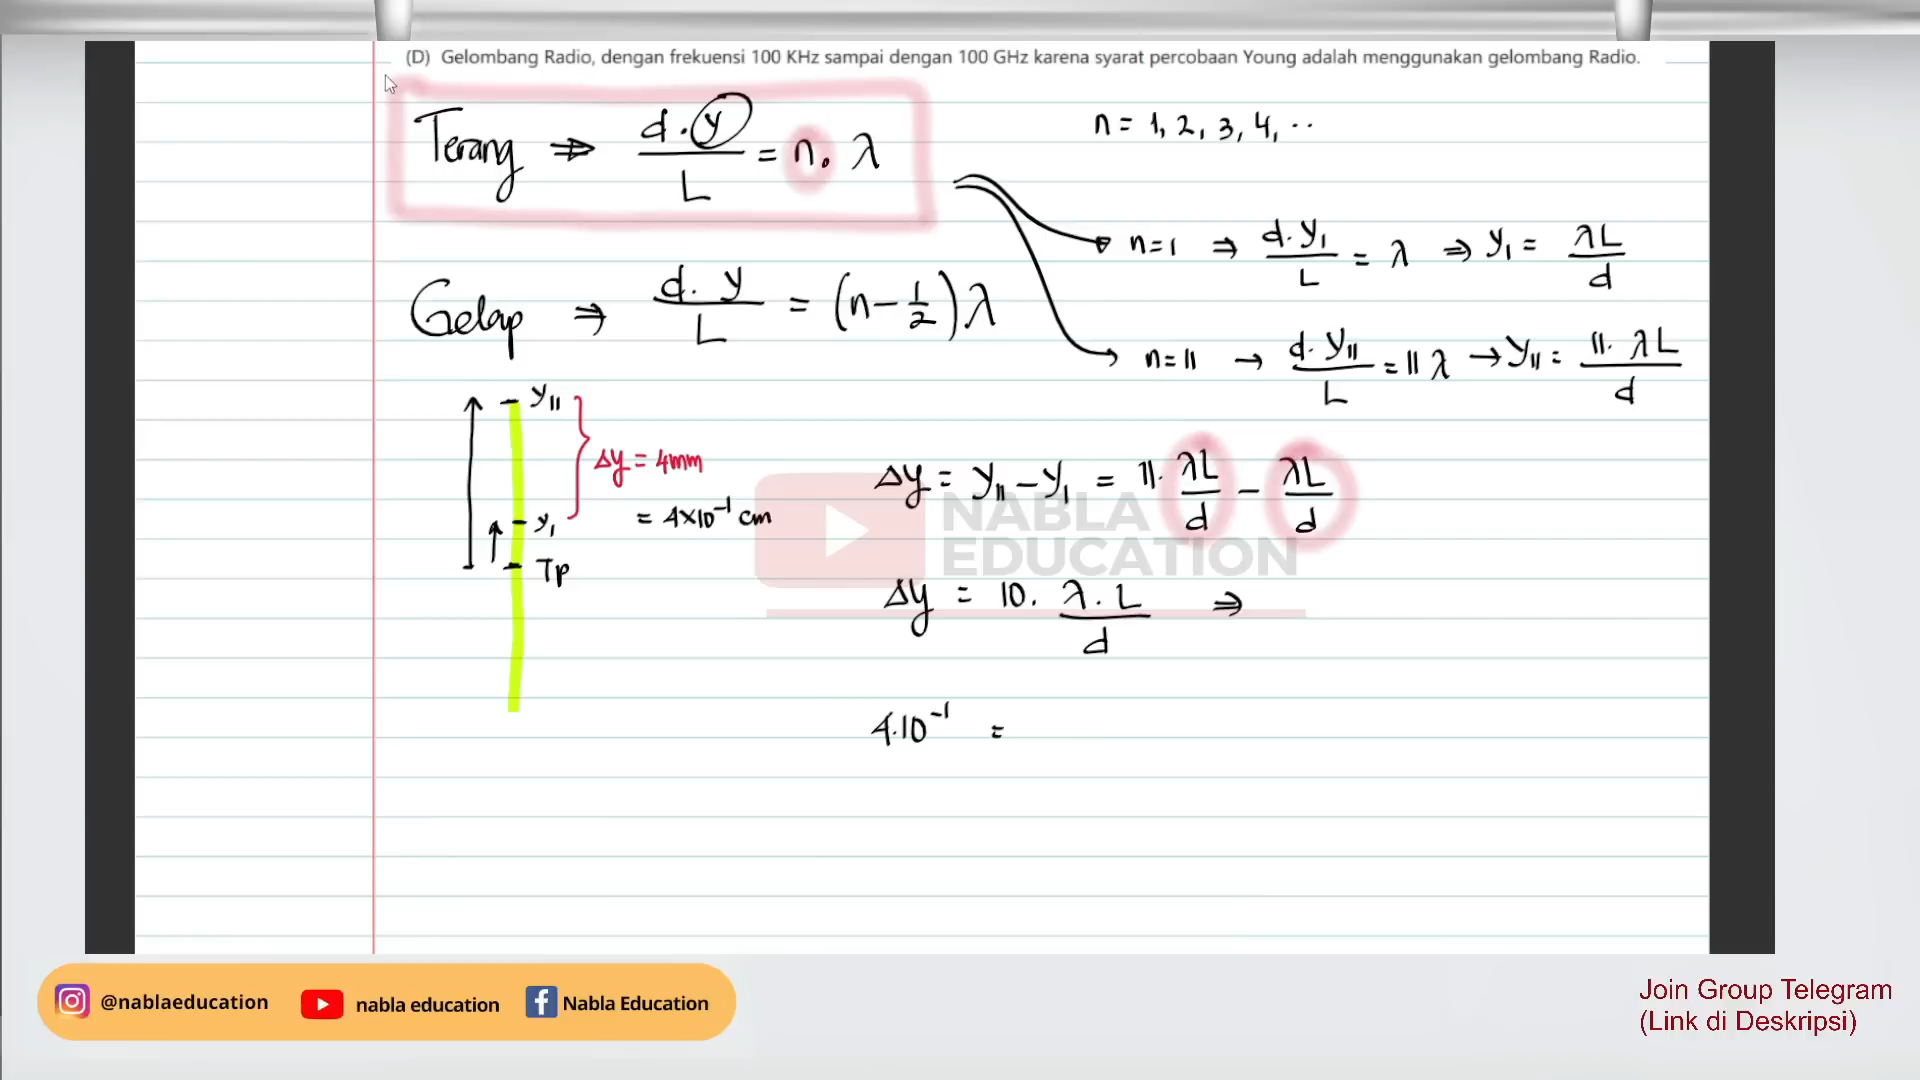 (D) Gelombang Radio, dengan frekuensi 100 KHz sampai dengan 100 GHz karena syarat percobaan Young adalah menggunakan gelombang Radio.
Terang ⇒ d.y/L = n.λ
n = 1, 2, 3, 4, ..
n=1 ⇒ d.y₁/L = λ ⇒ y₁ = λL/d
Gelap ⇒ d.y/L = (n-1/2)λ
n=11 → d.y₁₁/L = 11λ → y₁₁ = 11.λL/d
y₁₁
Δy = 4mm
= 4×10⁻¹ cm
y₁
Tp
Δy = y₁₁ - y₁ = 11.λL/d - λL/d
NABLA
EDUCATION
Δy = 10. λ.L/d ⇒
4.10⁻¹ =
@nablaeducation
nabla education
Nabla Education
Join Group Telegram
(Link di Deskripsi)